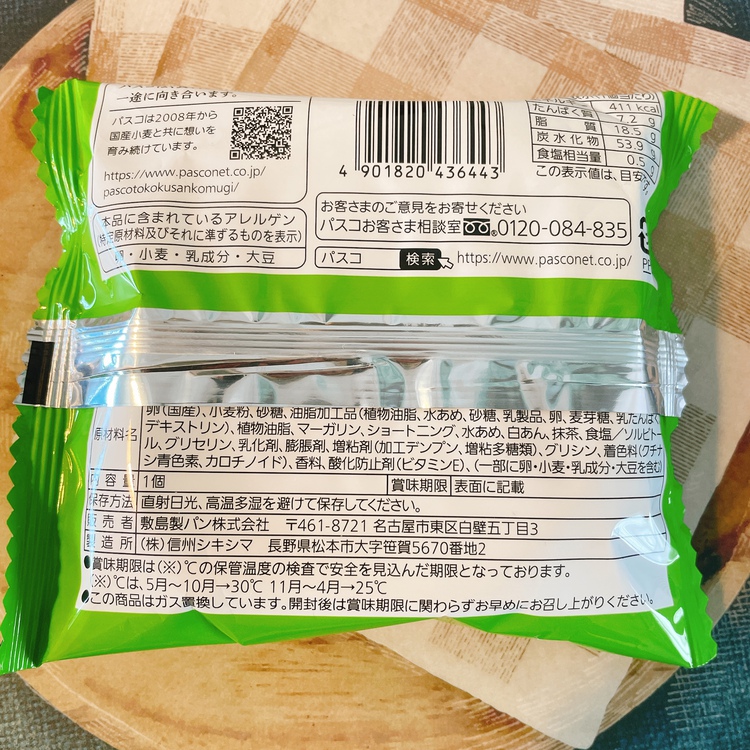 一途に向き合います。
パスコは2008年から
国産小麦と共に想いを
育み続けています。
https://www.pasconet.co.jp/
pascotokokusankomugi/
本品に含まれているアレルゲン
(特定原材料及びそれに準ずるものを表示)
卵・小麦・乳成分・大豆
4 901820 436443
411 kcal
たんぱく質 7.2 g
脂質 18.5 g
炭水化物 53.9 g
食塩相当量 0.5 g
この表示値は、目安です。
お客さまのご意見をお寄せください
パスコお客さま相談室 0120-084-835
パスコ 検索 https://www.pasconet.co.jp/
原材料名 卵(国産)、小麦粉、砂糖、油脂加工品(植物油脂、水あめ、砂糖、乳製品、卵、麦芽糖、乳たんぱく、
デキストリン)、植物油脂、マーガリン、ショートニング、水あめ、白あん、抹茶、食塩/ソルビトー
ル、グリセリン、乳化剤、膨脹剤、増粘剤(加工デンプン、増粘多糖類)、グリシン、着色料(クチナ
シ青色素、カロチノイド)、香料、酸化防止剤(ビタミンE)、(一部に卵・小麦・乳成分・大豆を含む)
内容量 1個 賞味期限 表面に記載
保存方法 直射日光、高温多湿を避けて保存してください。
販売者 敷島製パン株式会社 〒461-8721 名古屋市東区白壁五丁目3
製造所 (株)信州シキシマ 長野県松本市大字笹賀5670番地2
●賞味期限は(※)℃の保管温度の検査で安全を見込んだ期限となっております。
(※)℃は、5月〜10月→30℃ 11月〜4月→25℃
●この商品はガス置換しています。開封後は賞味期限に関わらずお早めにお召し上がりください。